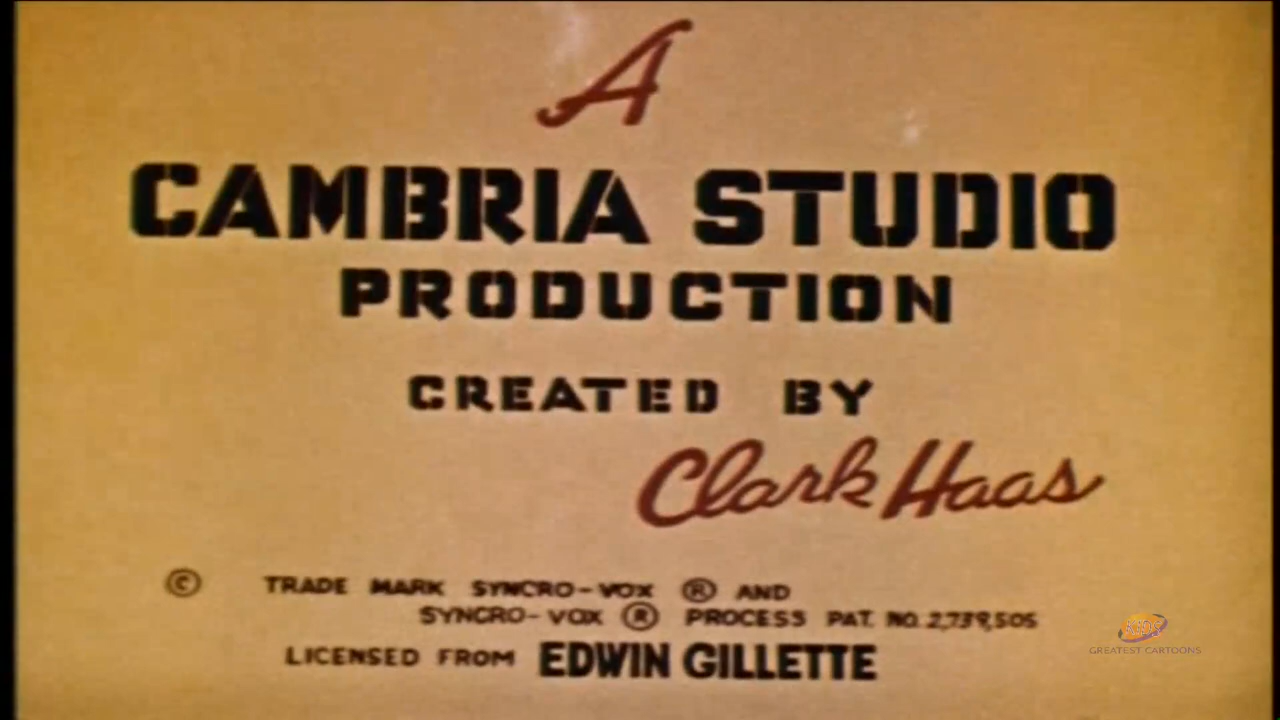 A
CAMBRIA STUDIO
PRODUCTION
CREATED BY
Clark Haas
© TRADE MARK SYNCRO-VOX ® AND
SYNCRO-VOX ® PROCESS PAT. NO. 2,739,505
LICENSED FROM EDWIN GILLETTE
KIDS
GREATEST CARTOONS